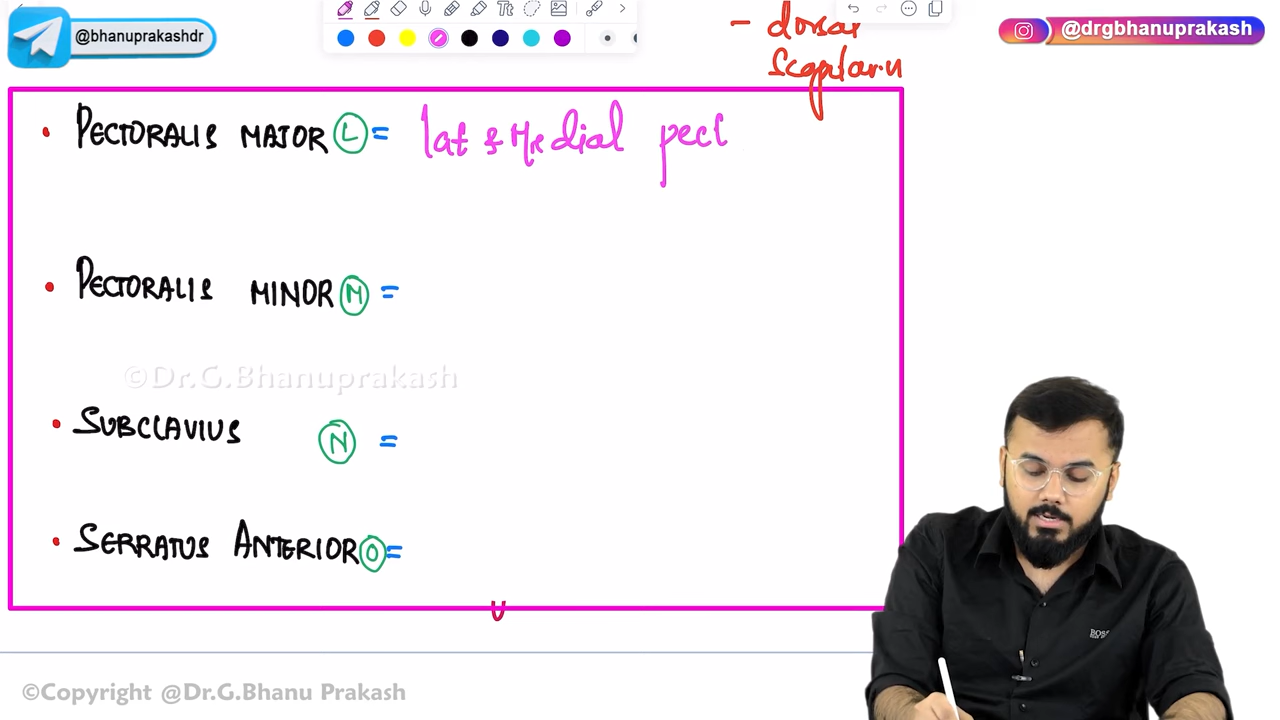 @bhanuprakashdr
@drgbhanuprakash
- dorsal
scapular.n
• PECTORALIS MAJOR L = lat & Medial pect
• PECTORALIS MINOR M =
©Dr.G.Bhanuprakash
• SUBCLAVIUS N =
• SERRATUS ANTERIOR O =
BOSS
©Copyright @Dr.G.Bhanu Prakash